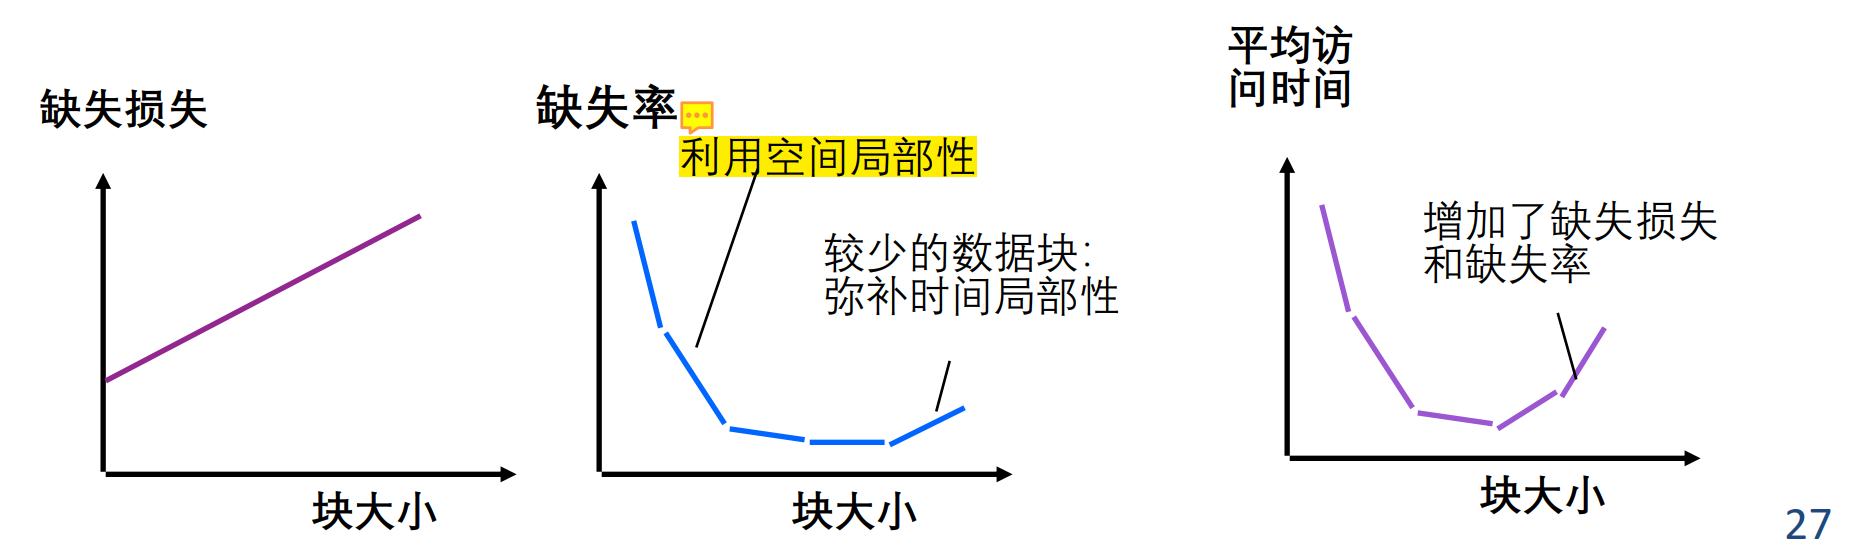 缺失损失
块大小
缺失率
利用空间局部性
较少的数据块:
弥补时间局部性
块大小
平均访
问时间
增加了缺失损失
和缺失率
块大小
27